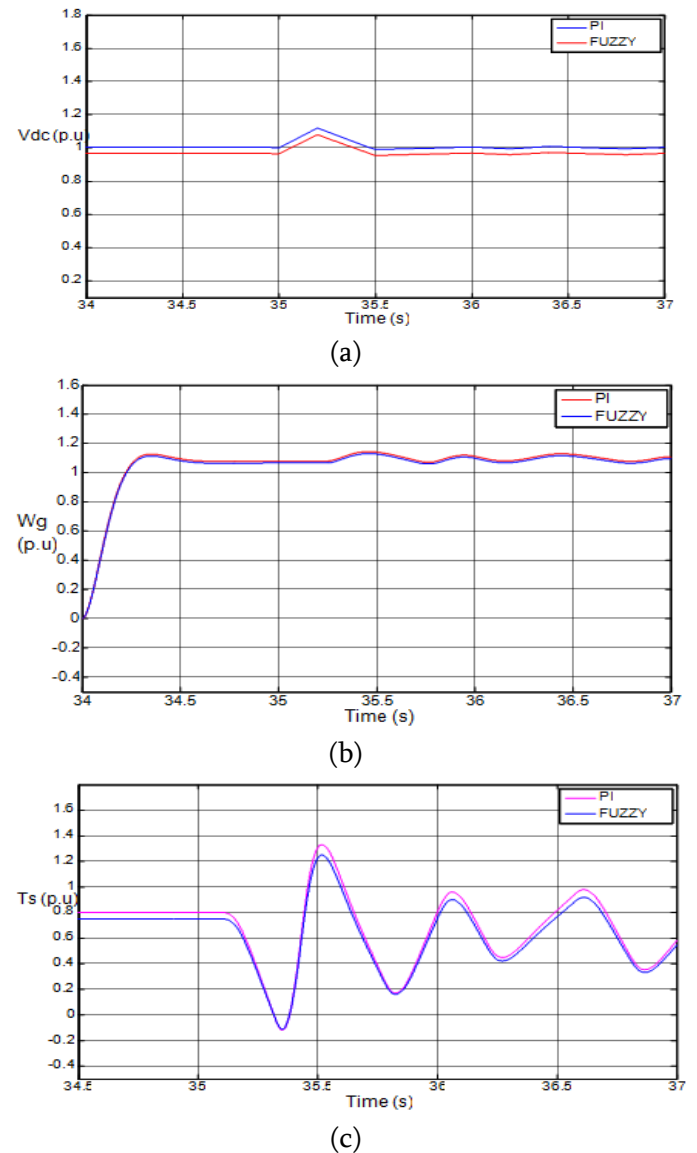 1.8
PI
FUZZY
1.6
1.4
1.2
Vdc (p.u)
1
0.8
0.6
0.4
0.2
34 34.5 35 35.5 36 36.5 37
Time (s)
(a)
1.6
PI
FUZZY
1.4
1.2
1
0.8
Wg
(p.u)
0.6
0.4
0.2
0
-0.2
-0.4
34 34.5 35 35.5 36 36.5 37
Time (s)
(b)
PI
FUZZY
1.6
1.4
1.2
1
Ts (p.u)
0.8
0.6
0.4
0.2
0
-0.2
-0.4
34.5 35 35.5 36 36.5 37
Time (s)
(c)